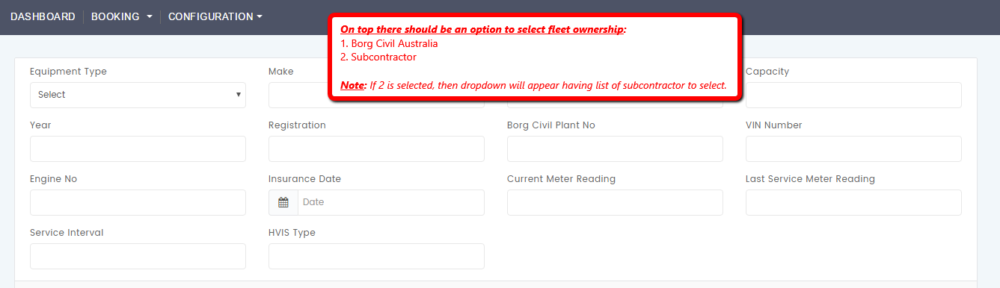 DASHBOARD BOOKING CONFIGURATION
On top there should be an option to select fleet ownership:
1. Borg Civil Australia
2. Subcontractor
Note: If 2 is selected, then dropdown will appear having list of subcontractor to select.
Equipment Type Make Capacity
Select
Year Registration Borg Civil Plant No VIN Number
Engine No Insurance Date Current Meter Reading Last Service Meter Reading
Date
Service Interval HVIS Type